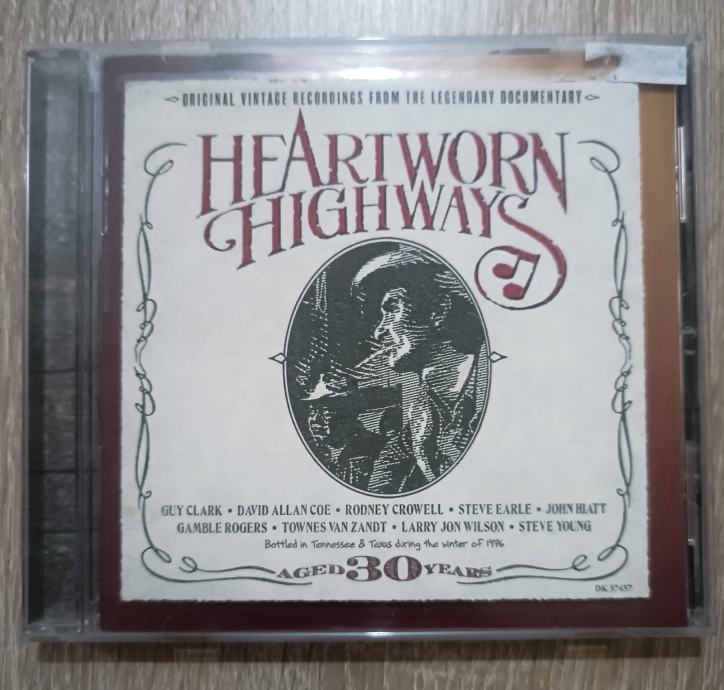 ORIGINAL VINTAGE RECORDINGS FROM THE LEGENDARY DOCUMENTARY
HEARTWORN
HIGHWAYS
GUY CLARK • DAVID ALLAN COE • RODNEY CROWELL • STEVE EARLE • JOHN HIATT
GAMBLE ROGERS • TOWNES VAN ZANDT • LARRY JON WILSON • STEVE YOUNG
Bottled in Tennessee & Texas during the winter of 1976
AGED 30 YEARS
DK 37457